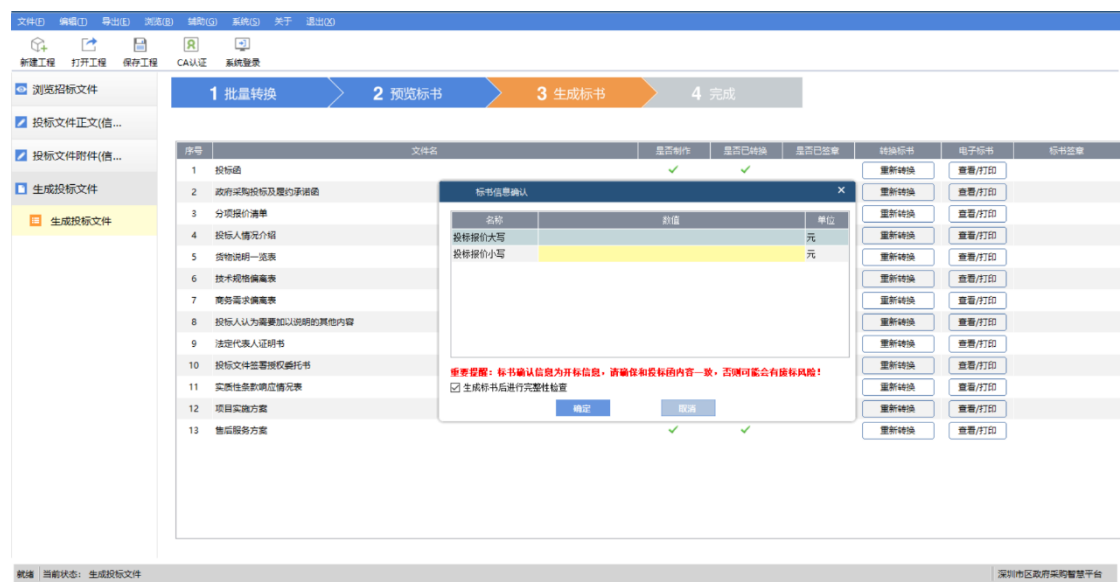 文件(F) 编辑(T) 导出(E) 浏览(B) 辅助(G) 系统(S) 关于 退出(X)
新建工程 打开工程 保存工程 CA认证 系统登录
浏览招标文件
投标文件正文(信...
投标文件附件(信...
生成投标文件
生成投标文件
1 批量转换 2 预览标书 3 生成标书 4 完成
序号 文件名 是否制作 是否已转换 是否已签章 转换标书 电子标书 标书签章
1 投标函 重新转换 查看/打印
2 政府采购投标及履约承诺函 重新转换 查看/打印
3 分项报价清单 重新转换 查看/打印
4 投标人情况介绍 重新转换 查看/打印
5 货物说明一览表 重新转换 查看/打印
6 技术规格偏离表 重新转换 查看/打印
7 商务需求偏离表 重新转换 查看/打印
8 投标人认为需要加以说明的其他内容 重新转换 查看/打印
9 法定代表人证明书 重新转换 查看/打印
10 投标文件签署授权委托书 重新转换 查看/打印
11 实质性条款响应情况表 重新转换 查看/打印
12 项目实施方案 重新转换 查看/打印
13 售后服务方案 重新转换 查看/打印
标书信息确认 ×
名称 数值 单位
投标报价大写 元
投标报价小写 元
重要提醒：标书确认信息为开标信息，请确保和投标函内容一致，否则可能会有废标风险！
生成标书后进行完整性检查
确定 取消
就绪 当前状态: 生成投标文件 深圳市区政府采购智慧平台